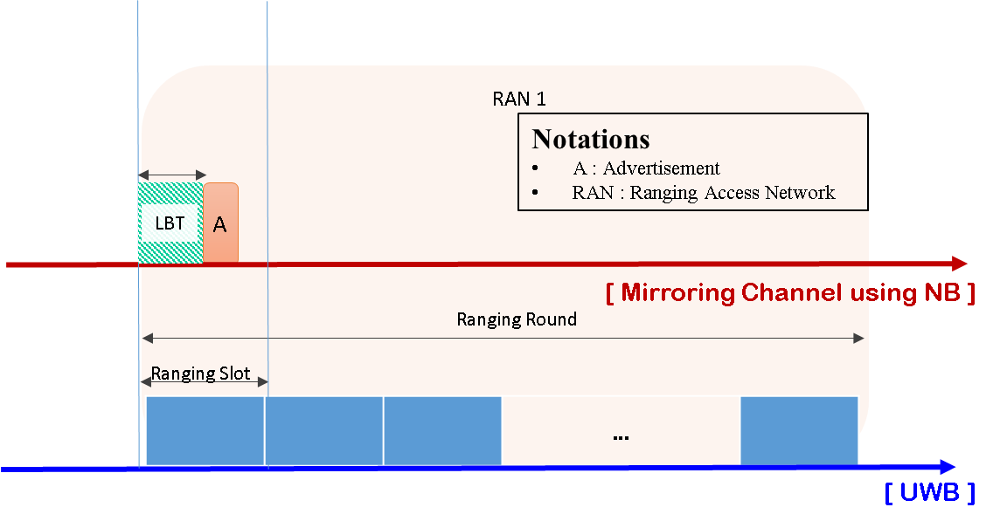 RAN 1
Notations
• A : Advertisement
• RAN : Ranging Access Network
LBT
A
[ Mirroring Channel using NB ]
Ranging Round
Ranging Slot
...
[ UWB ]